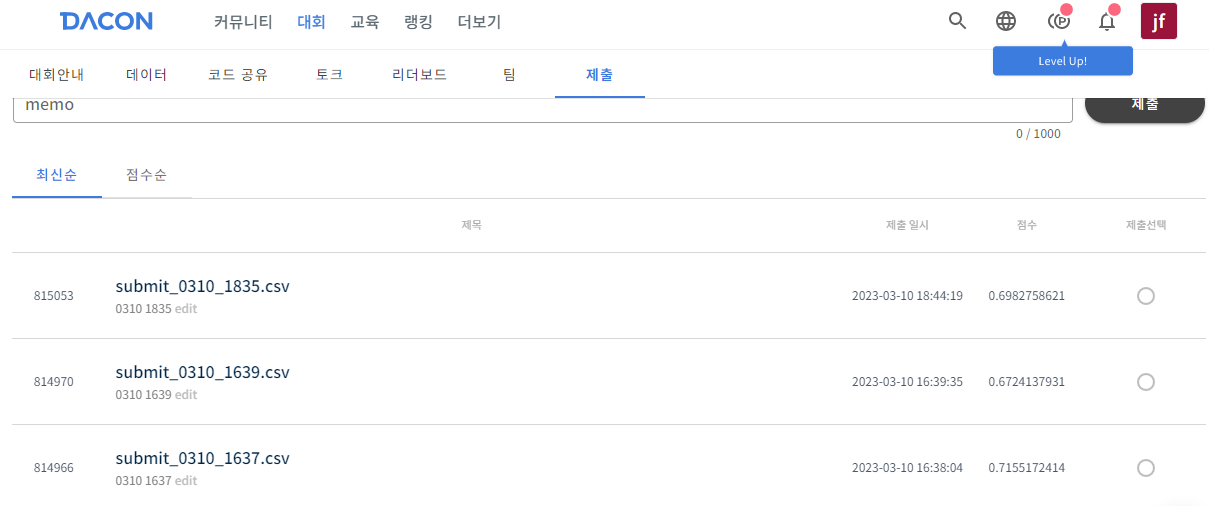 DACON 커뮤니티 대회 교육 랭킹 더보기 P jf
Level Up!
대회안내 데이터 코드 공유 토크 리더보드 팀 제출
memo 제출
0 / 1000
최신순 점수순
제목 제출 일시 점수 제출선택
815053 submit_0310_1835.csv 2023-03-10 18:44:19 0.6982758621
0310 1835 edit
814970 submit_0310_1639.csv 2023-03-10 16:39:35 0.6724137931
0310 1639 edit
814966 submit_0310_1637.csv 2023-03-10 16:38:04 0.7155172414
0310 1637 edit